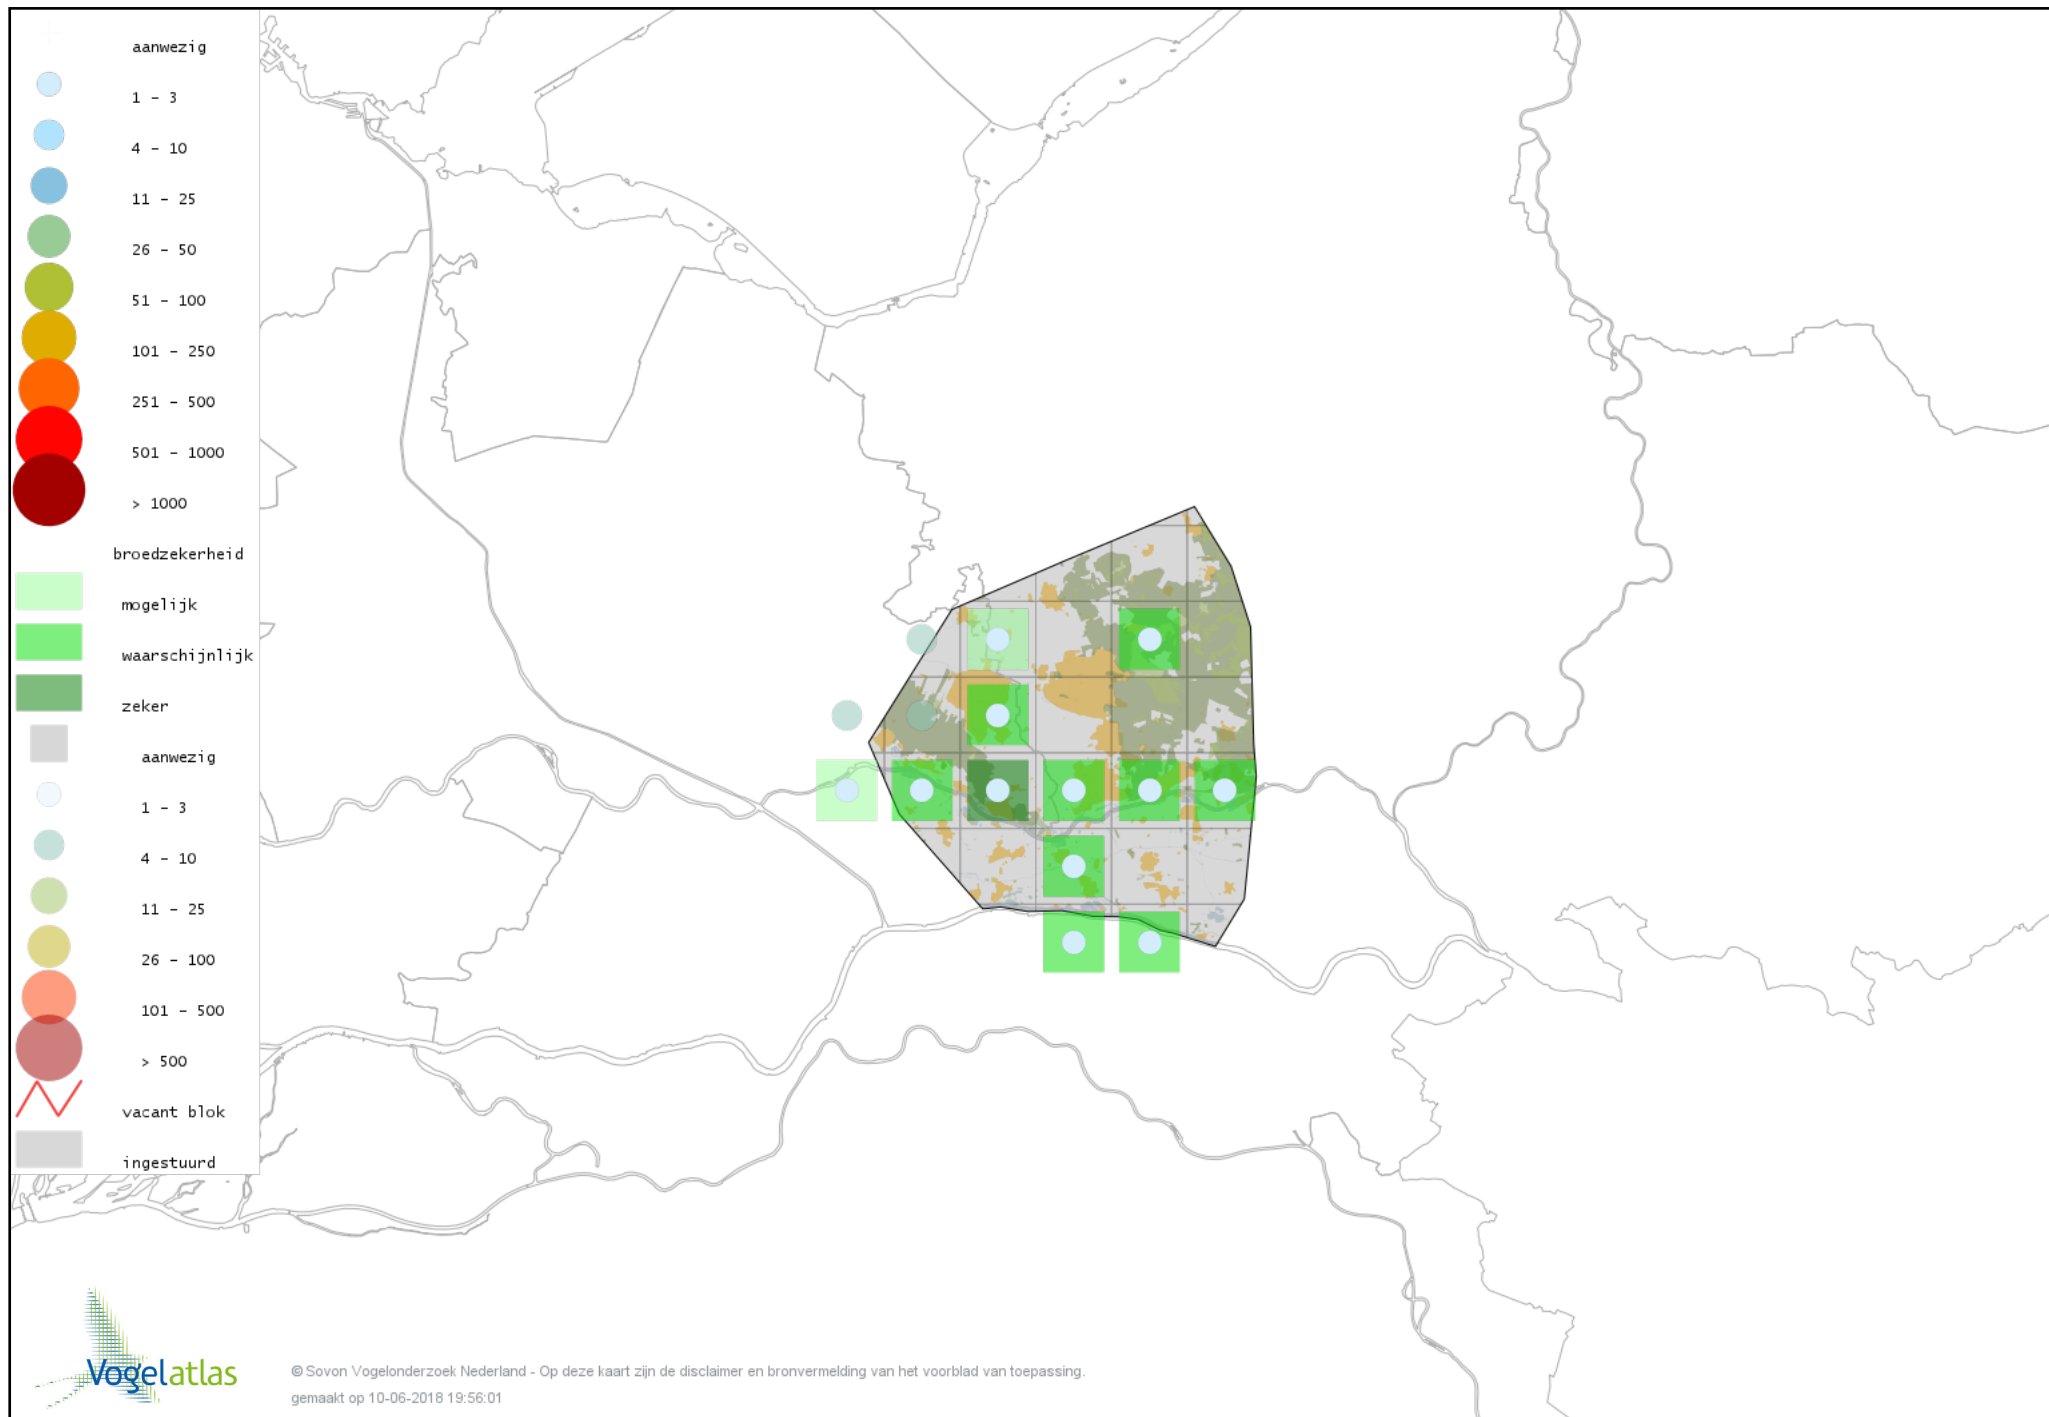 aanwezig
1 - 3
4 - 10
11 - 25
26 - 50
51 - 100
101 - 250
251 - 500
501 - 1000
> 1000
broedzekerheid
mogelijk
waarschijnlijk
zeker
aanwezig
1 - 3
4 - 10
11 - 25
26 - 100
101 - 500
> 500
vacant blok
ingestuurd
Vogelatlas
© Sovon Vogelonderzoek Nederland - Op deze kaart zijn de disclaimer en bronvermelding van het voorblad van toepassing.
gemaakt op 10-06-2018 19:56:01